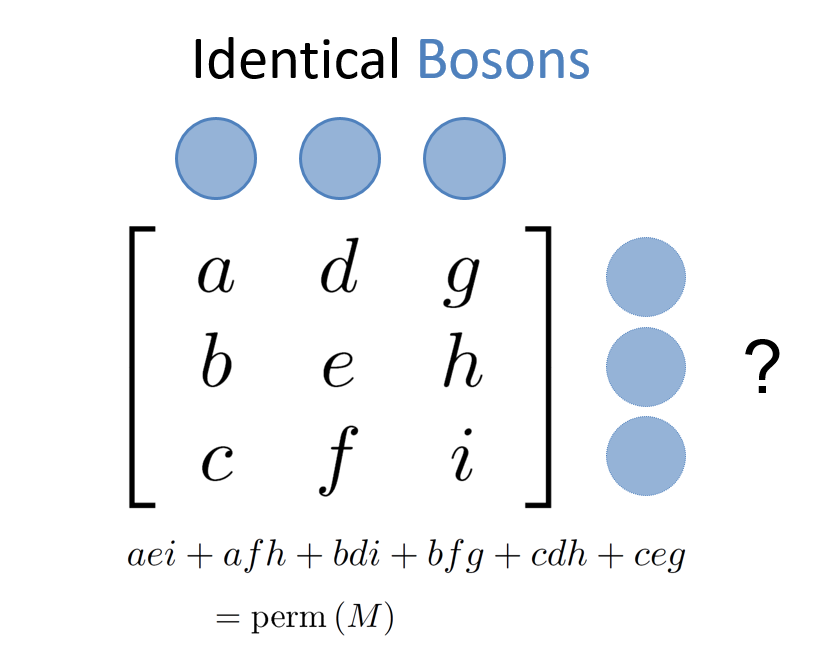 Identical Bosons
a d g
b e h
c f i
?
aei + afh + bdi + bfg + cdh + ceg
= perm (M)